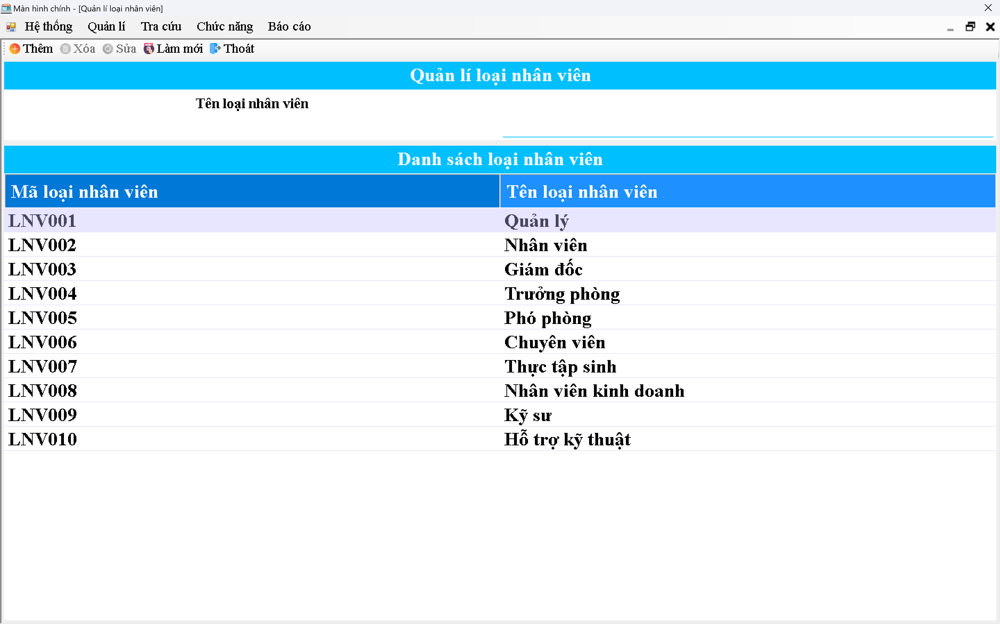 Màn hình chính - [Quản lí loại nhân viên]
Hệ thống Quản lí Tra cứu Chức năng Báo cáo
Thêm Xóa Sửa Làm mới Thoát
Quản lí loại nhân viên
Tên loại nhân viên
Danh sách loại nhân viên
Mã loại nhân viên Tên loại nhân viên
LNV001 Quản lý
LNV002 Nhân viên
LNV003 Giám đốc
LNV004 Trưởng phòng
LNV005 Phó phòng
LNV006 Chuyên viên
LNV007 Thực tập sinh
LNV008 Nhân viên kinh doanh
LNV009 Kỹ sư
LNV010 Hỗ trợ kỹ thuật